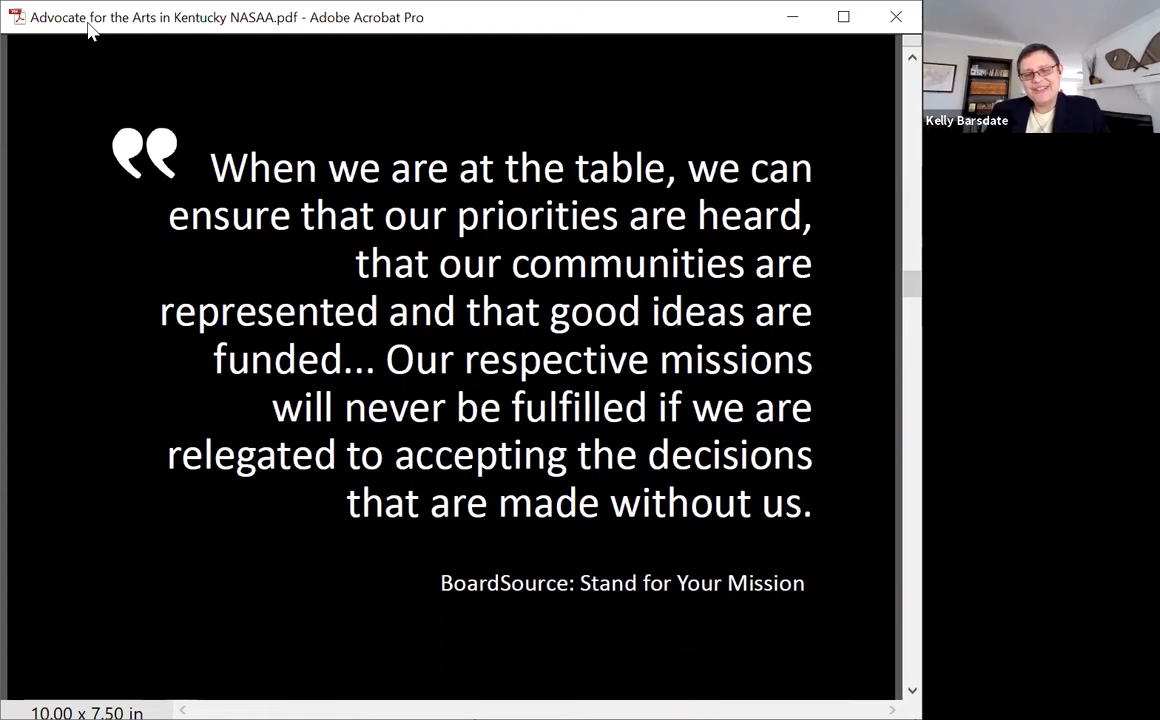 Advocate for the Arts in Kentucky NASAA.pdf - Adobe Acrobat Pro
Kelly Barsdate
When we are at the table, we can
ensure that our priorities are heard,
that our communities are
represented and that good ideas are
funded... Our respective missions
will never be fulfilled if we are
relegated to accepting the decisions
that are made without us.
BoardSource: Stand for Your Mission
10.00 x 7.50 in